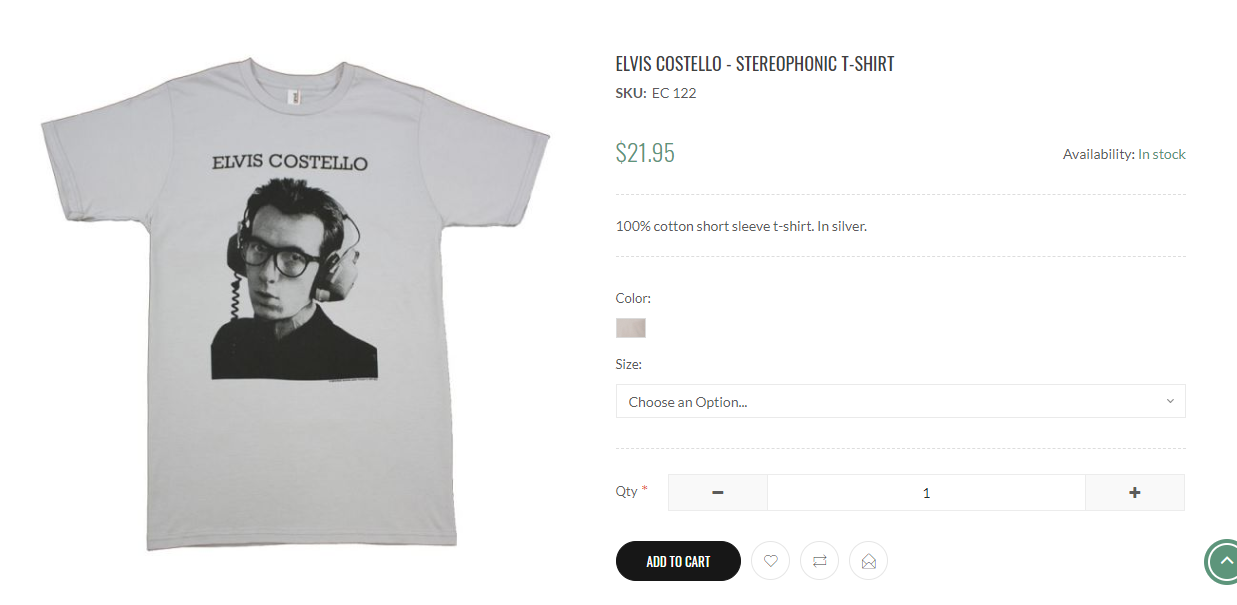 ELVIS COSTELLO
ELVIS COSTELLO - STEREOPHONIC T-SHIRT
SKU: EC 122
$21.95
Availability: In stock
100% cotton short sleeve t-shirt. In silver.
Color:
Size:
Choose an Option...
Qty *
1
ADD TO CART